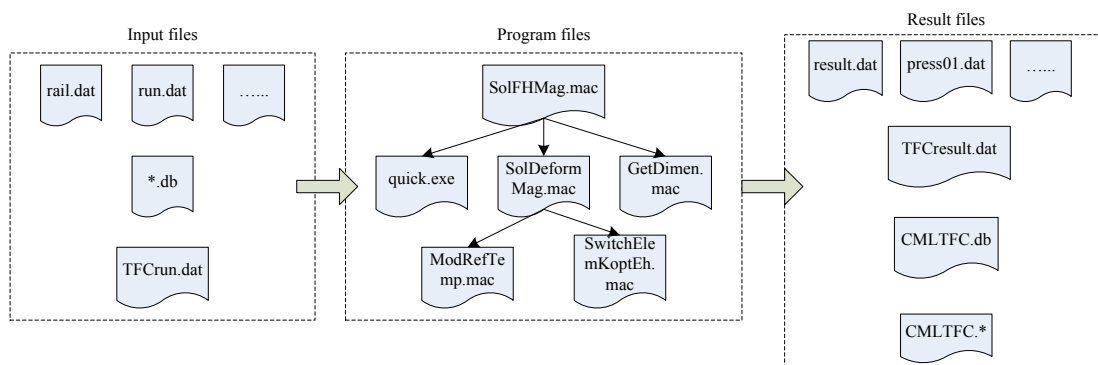 Input files
rail.dat
run.dat
…...
*.db
TFCrun.dat
Program files
SolFHMag.mac
quick.exe
SolDeform
Mag.mac
GetDimen.
mac
ModRefTe
mp.mac
SwitchEle
mKoptEh.
mac
Result files
result.dat
press01.dat
…...
TFCresult.dat
CMLTFC.db
CMLTFC.*